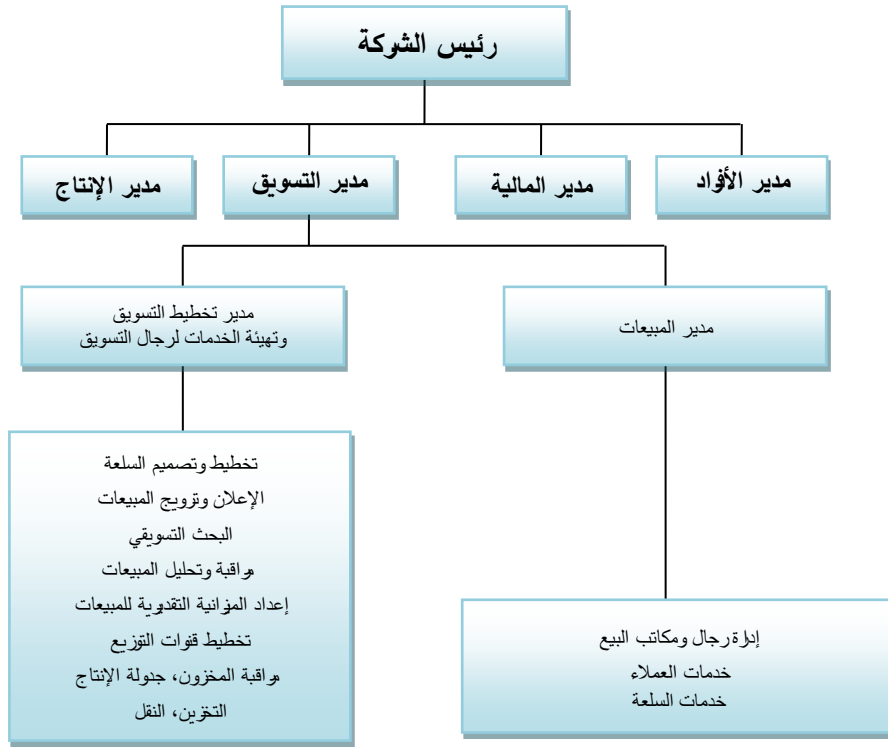 رئيس الشركة
مدير الأفراد
مدير المالية
مدير التسويق
مدير الإنتاج
مدير المبيعات
مدير تخطيط التسويق
وتهيئة الخدمات لرجال التسويق
إدارة رجال ومكاتب البيع
خدمات العملاء
خدمات السلعة
تخطيط وتصميم السلعة
الإعلان وترويج المبيعات
البحث التسويقي
مراقبة وتحليل المبيعات
إعداد الموزانية التقديرية للمبيعات
تخطيط قنوات التوزيع
مراقبة المخزون، جدولة الإنتاج
التخزين، النقل